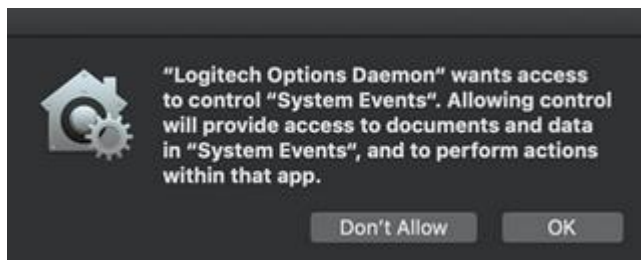 “Logitech Options Daemon” wants access
to control “System Events”. Allowing control
will provide access to documents and data
in “System Events”, and to perform actions
within that app.
Don’t Allow
OK